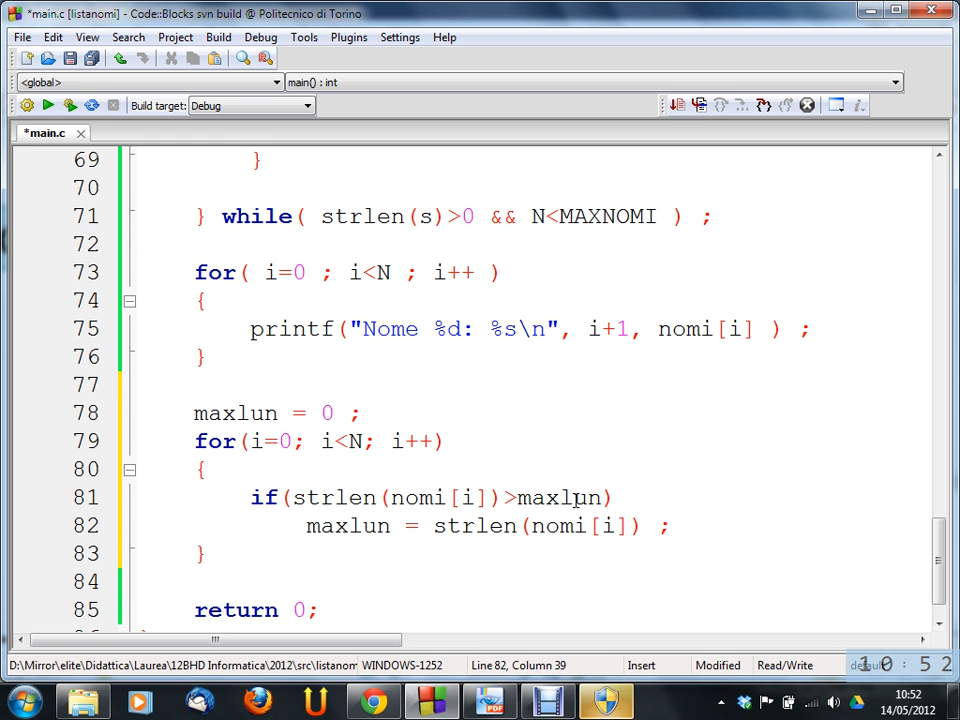 *main.c [listanomi] - Code::Blocks svn build @ Politecnico di Torino
File Edit View Search Project Build Debug Tools Plugins Settings Help
<global> main() : int
Build target: Debug
*main.c
69 }
70
71 } while( strlen(s)>0 && N<MAXNOMI ) ;
72
73 for( i=0 ; i<N ; i++ )
74 {
75 printf("Nome %d: %s\n", i+1, nomi[i] ) ;
76 }
77
78 maxlun = 0 ;
79 for(i=0; i<N; i++)
80 {
81 if(strlen(nomi[i])>maxlun)
82 maxlun = strlen(nomi[i]) ;
83 }
84
85 return 0;
D:\Mirror\elite\Didattica\Laurea\12BHD Informatica\2012\src\listanom WINDOWS-1252 Line 82, Column 39 Insert Modified Read/Write default
10:52
PDF
10:52
14/05/2012